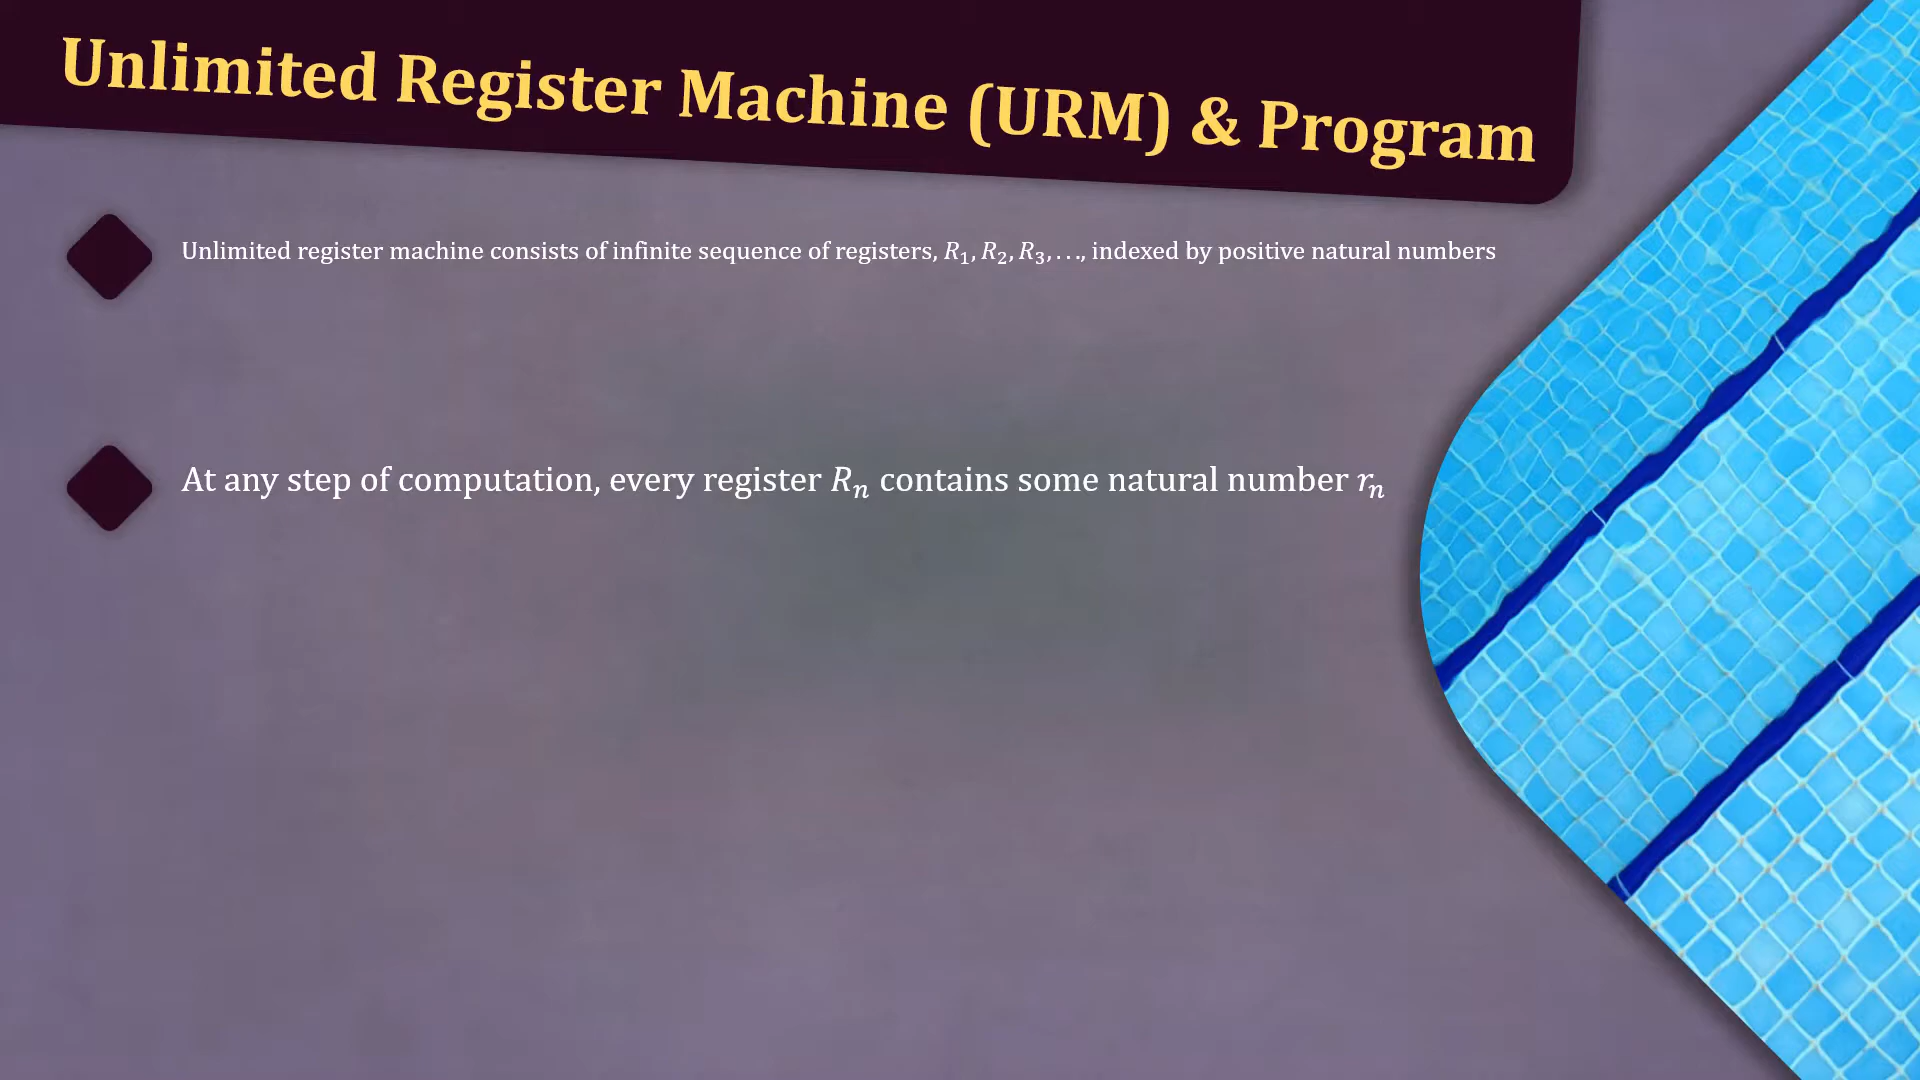 Unlimited Register Machine (URM) & Program
Unlimited register machine consists of infinite sequence of registers, R₁, R₂, R₃, . . ., indexed by positive natural numbers
At any step of computation, every register Rₙ contains some natural number rₙ